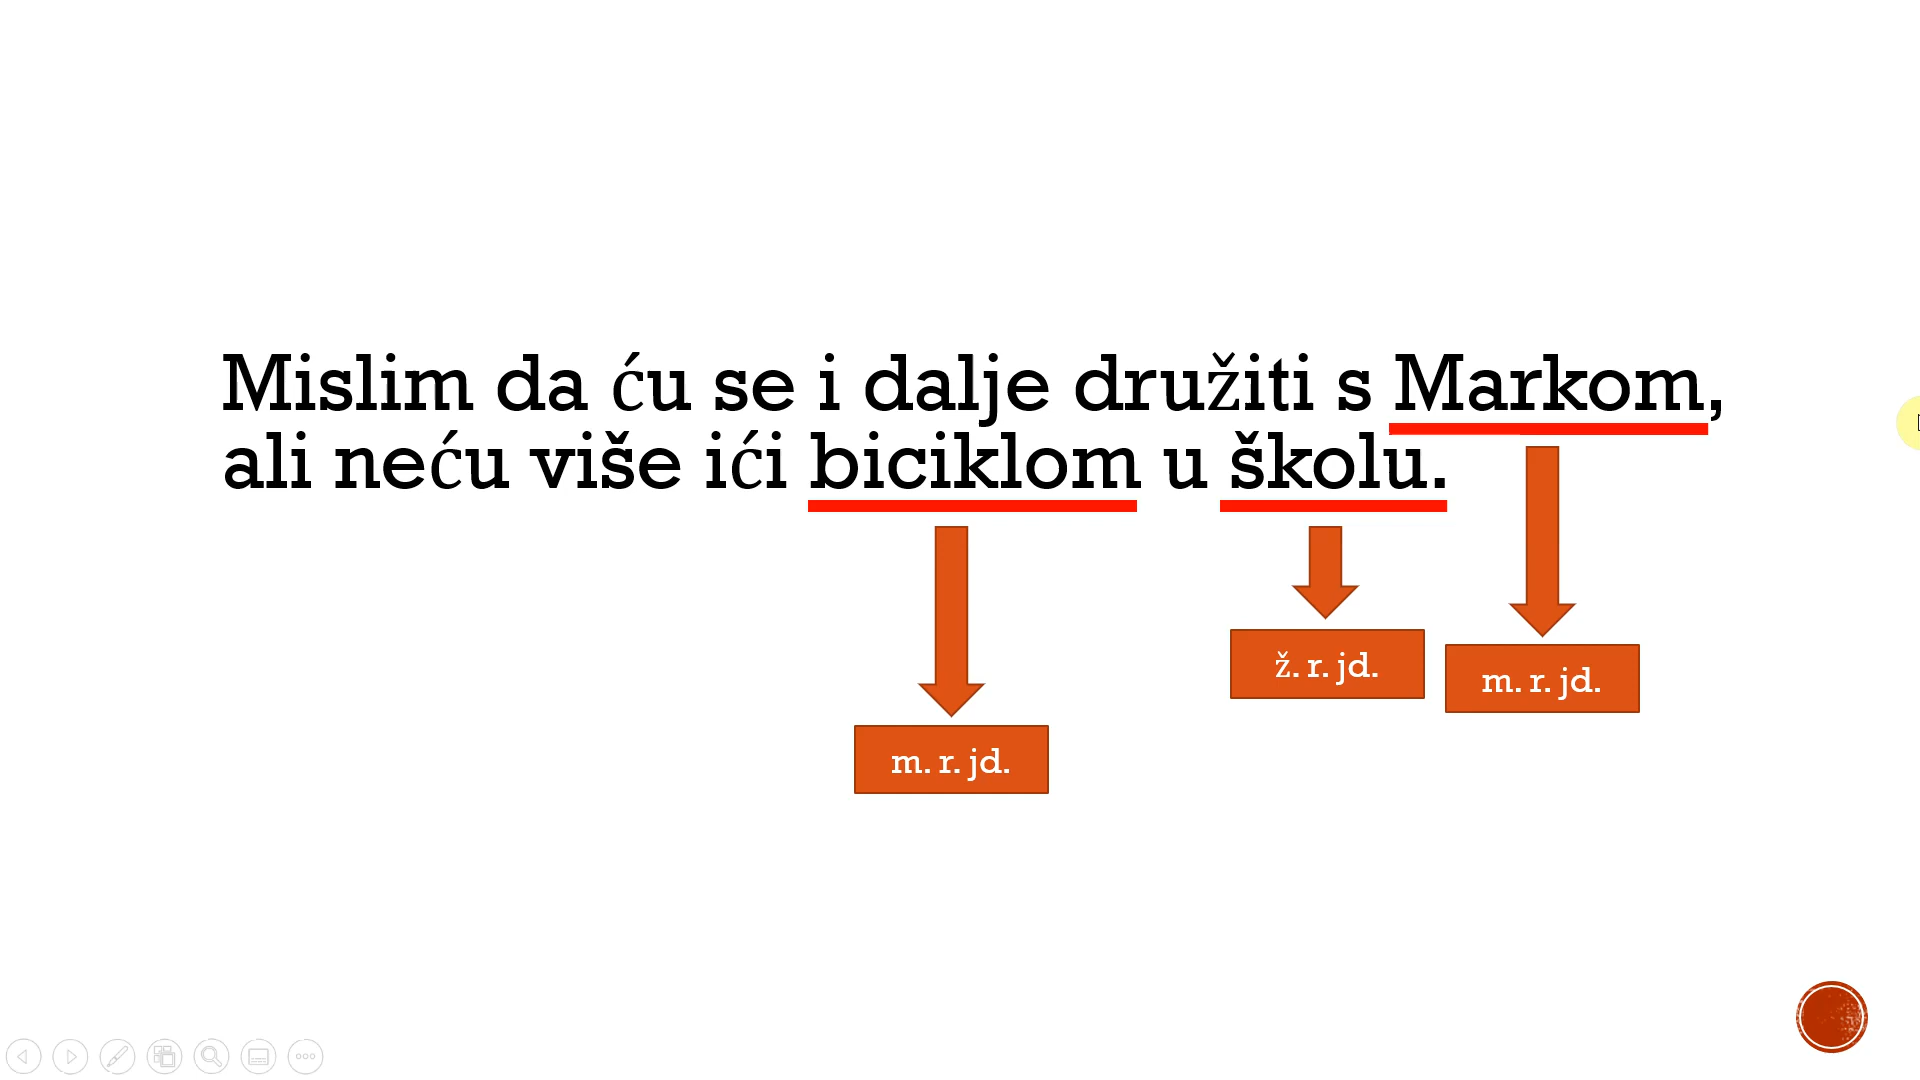 Mislim da ću se i dalje družiti s Markom,
ali neću više ići biciklom u školu.
ž. r. jd.
m. r. jd.
m. r. jd.